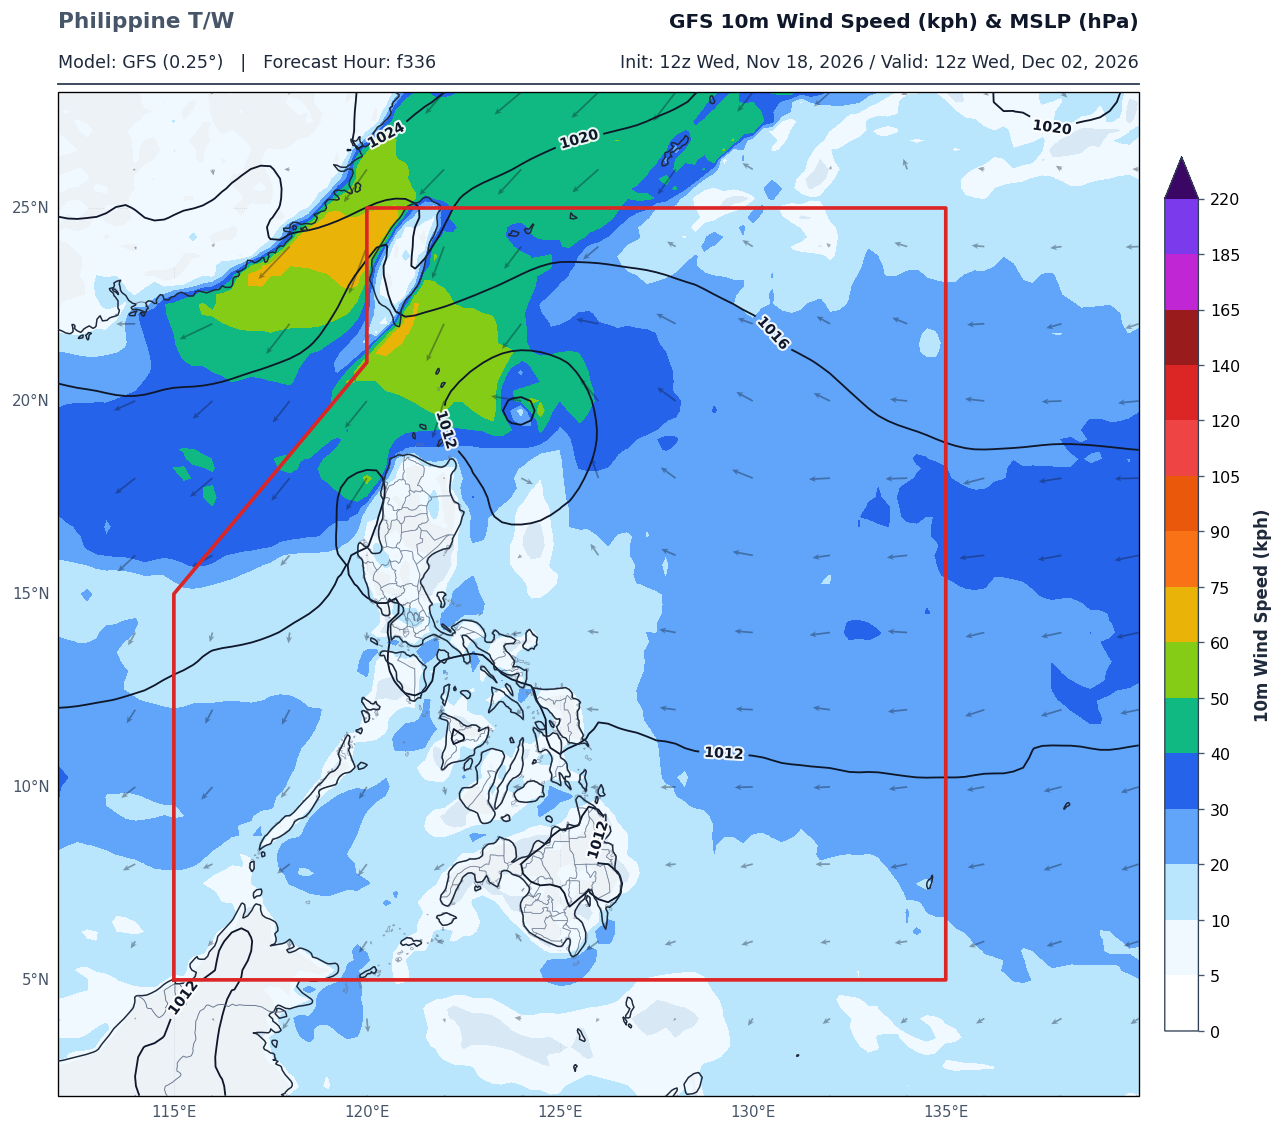 Philippine T/W
GFS 10m Wind Speed (kph) & MSLP (hPa)
Model: GFS (0.25°)   |   Forecast Hour: f336
Init: 12z Wed, Nov 18, 2026 / Valid: 12z Wed, Dec 02, 2026
1024
1020
1020
1016
1012
1012
1012
1012
25°N
20°N
15°N
10°N
5°N
115°E
120°E
125°E
130°E
135°E
220
185
165
140
120
105
90
75
60
50
40
30
20
10
5
0
10m Wind Speed (kph)